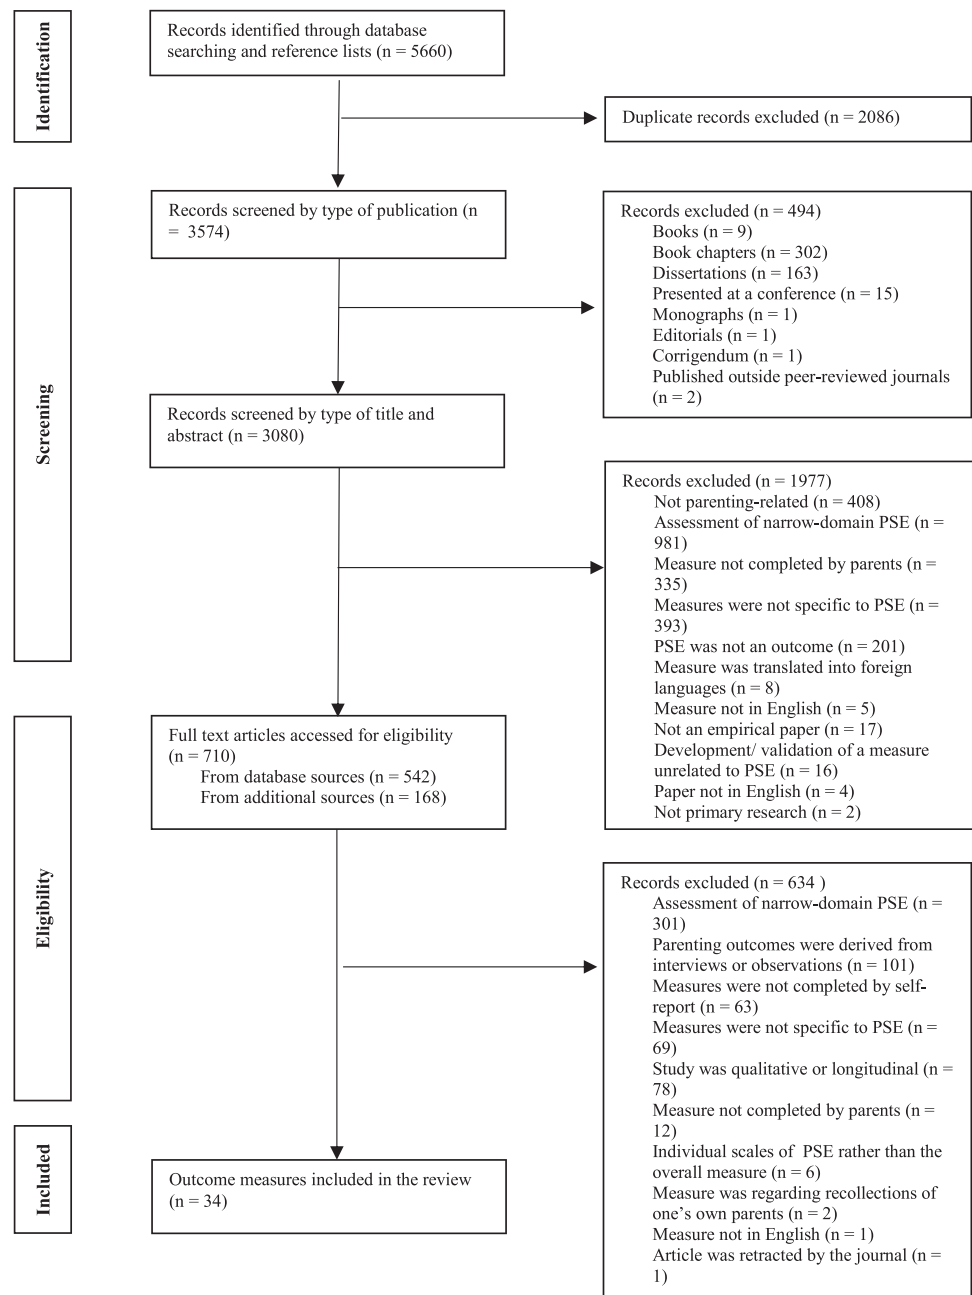 Identification
Records identified through database
searching and reference lists (n = 5660)
Duplicate records excluded (n = 2086)
Screening
Records screened by type of publication (n
= 3574)
Records excluded (n = 494)
Books (n = 9)
Book chapters (n = 302)
Dissertations (n = 163)
Presented at a conference (n = 15)
Monographs (n = 1)
Editorials (n = 1)
Corrigendum (n = 1)
Published outside peer-reviewed journals
(n = 2)
Records screened by type of title and
abstract (n = 3080)
Records excluded (n = 1977)
Not parenting-related (n = 408)
Assessment of narrow-domain PSE (n =
981)
Measure not completed by parents (n =
335)
Measures were not specific to PSE (n =
393)
PSE was not an outcome (n = 201)
Measure was translated into foreign
languages (n = 8)
Measure not in English (n = 5)
Not an empirical paper (n = 17)
Development/ validation of a measure
unrelated to PSE (n = 16)
Paper not in English (n = 4)
Not primary research (n = 2)
Eligibility
Full text articles accessed for eligibility
(n = 710)
From database sources (n = 542)
From additional sources (n = 168)
Records excluded (n = 634 )
Assessment of narrow-domain PSE (n =
301)
Parenting outcomes were derived from
interviews or observations (n = 101)
Measures were not completed by self-
report (n = 63)
Measures were not specific to PSE (n =
69)
Study was qualitative or longitudinal (n =
78)
Measure not completed by parents (n =
12)
Individual scales of PSE rather than the
overall measure (n = 6)
Measure was regarding recollections of
one's own parents (n = 2)
Measure not in English (n = 1)
Article was retracted by the journal (n =
1)
Included
Outcome measures included in the review
(n = 34)